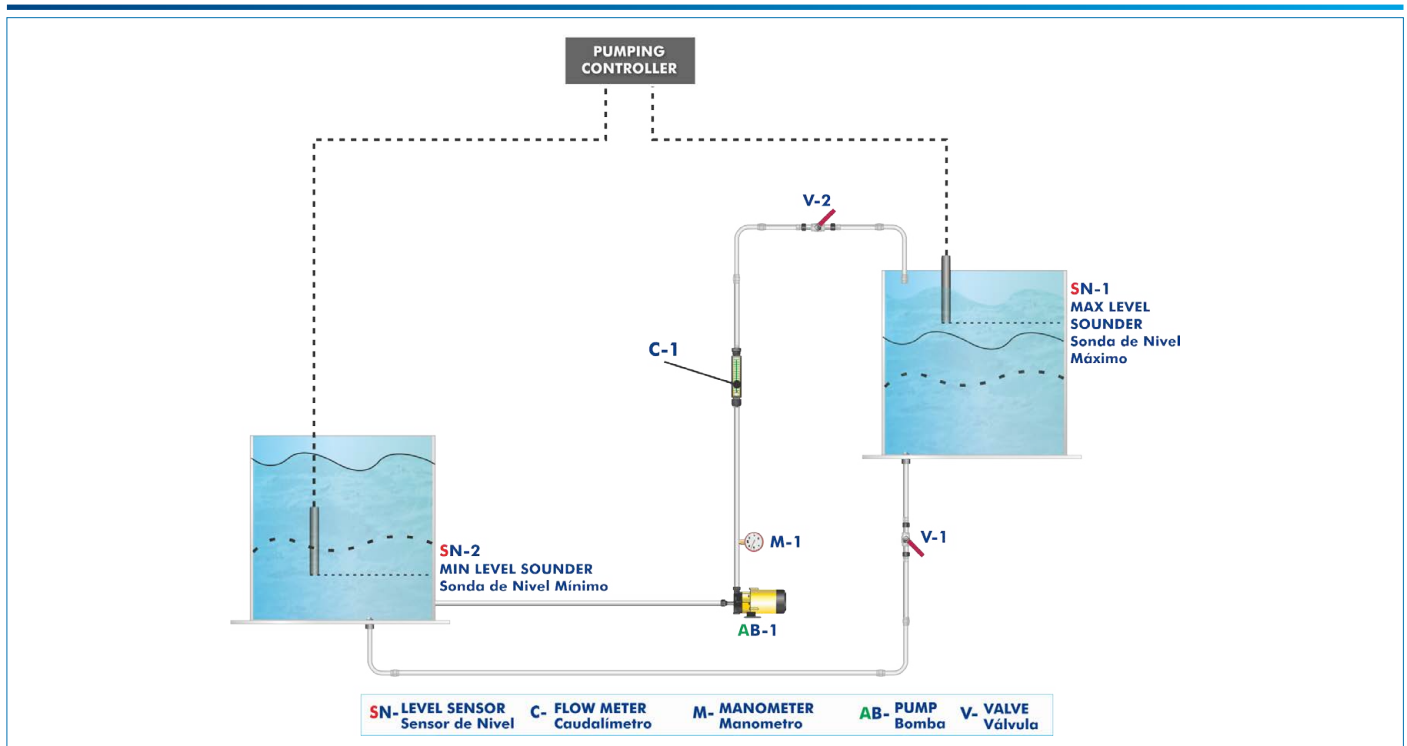 PUMPING
CONTROLLER
V-2
SN-1
MAX LEVEL
SOUNDER
Sonda de Nivel
Máximo
C-1
SN-2
MIN LEVEL SOUNDER
Sonda de Nivel Mínimo
M-1
V-1
AB-1
SN- LEVEL SENSOR
Sensor de Nivel
C- FLOW METER
Caudalímetro
M- MANOMETER
Manometro
AB- PUMP
Bomba
V- VALVE
Válvula